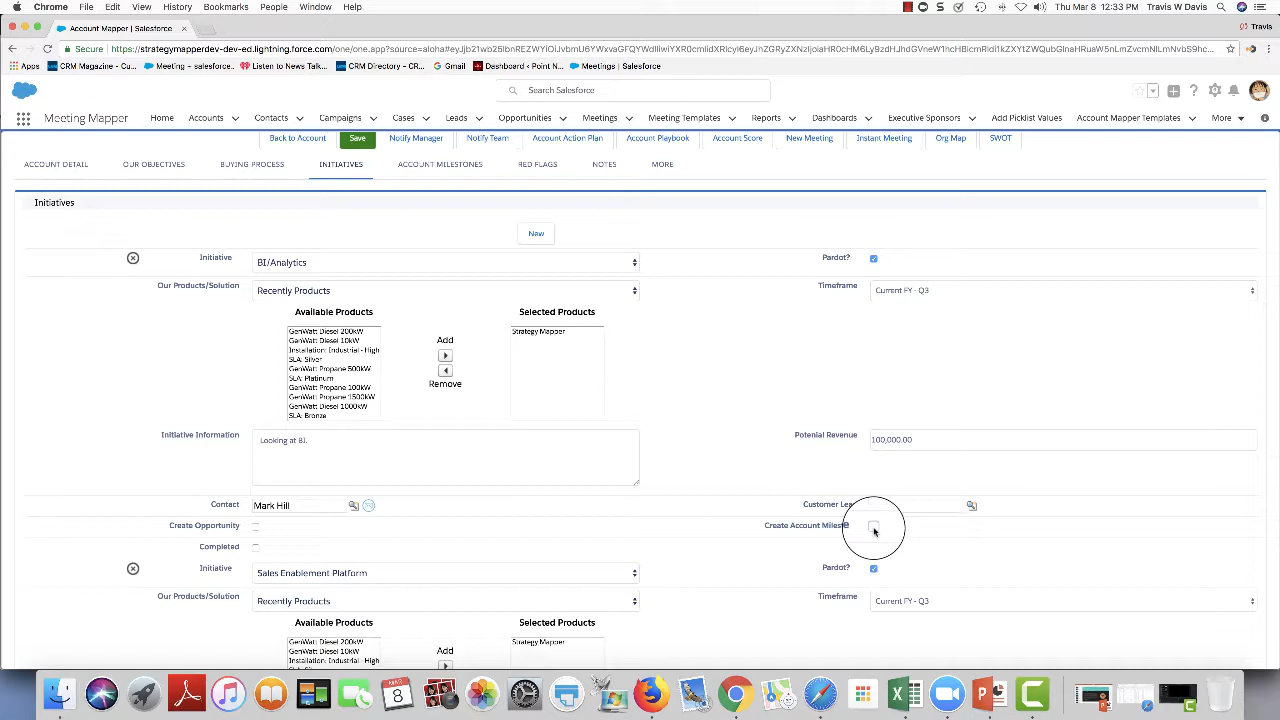 Chrome File Edit View History Bookmarks People Window Help Thu Mar 8 12:33 PM Travis W Davis
Account Mapper | Salesforce Travis
Secure
Apps CRM Magazine - Cu... Meeting – salesforce... Listen to News Talk... CRM Directory – CR... Gmail Dashboard ‹ Point N... Meetings | Salesforce
Search Salesforce
Meeting Mapper Home Accounts Contacts Campaigns Cases Leads Opportunities Meetings Meeting Templates Reports Dashboards Executive Sponsors Add Picklist Values Account Mapper Templates More
Back to Account Save Notify Manager Notify Team Account Action Plan Account Playbook Account Score New Meeting Instant Meeting Org Map SWOT
ACCOUNT DETAIL OUR OBJECTIVES BUYING PROCESS INITIATIVES ACCOUNT MILESTONES RED FLAGS NOTES MORE
Initiatives
New
Initiative BI/Analytics Pardot?
Our Products/Solution Recently Products Timeframe Current FY - Q3
Available Products Selected Products
GenWatt Diesel 200kW Strategy Mapper
GenWatt Diesel 10kW
Installation: Industrial - High
SLA: Silver
GenWatt Propane 500kW
SLA: Platinum
GenWatt Propane 100kW
GenWatt Propane 1500kW
GenWatt Diesel 1000kW
SLA: Bronze
Add
Remove
Initiative Information Looking at BI. Potenial Revenue 100,000.00
Contact Mark Hill Customer Lea
Create Opportunity Create Account Milest
Completed
Initiative Sales Enablement Platform Pardot?
Our Products/Solution Recently Products Timeframe Current FY - Q3
Available Products Selected Products
GenWatt Diesel 200kW Strategy Mapper
GenWatt Diesel 10kW Add
Installation: Industrial - High
MAR
8